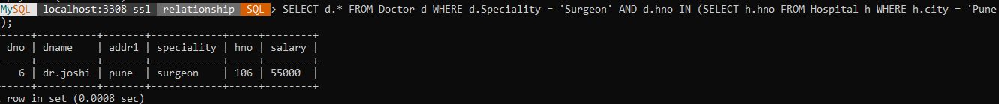 MySQL localhost:3308 ssl relationship SQL > SELECT d.* FROM Doctor d WHERE d.Speciality = 'Surgeon' AND d.hno IN (SELECT h.hno FROM Hospital h WHERE h.city = 'Pune
);
------+----------+-------+------------+-----+--------+
dno | dname | addr1 | speciality | hno | salary |
------+----------+-------+------------+-----+--------+
6 | dr.joshi | pune | surgeon | 106 | 55000 |
------+----------+-------+------------+-----+--------+
row in set (0.0008 sec)